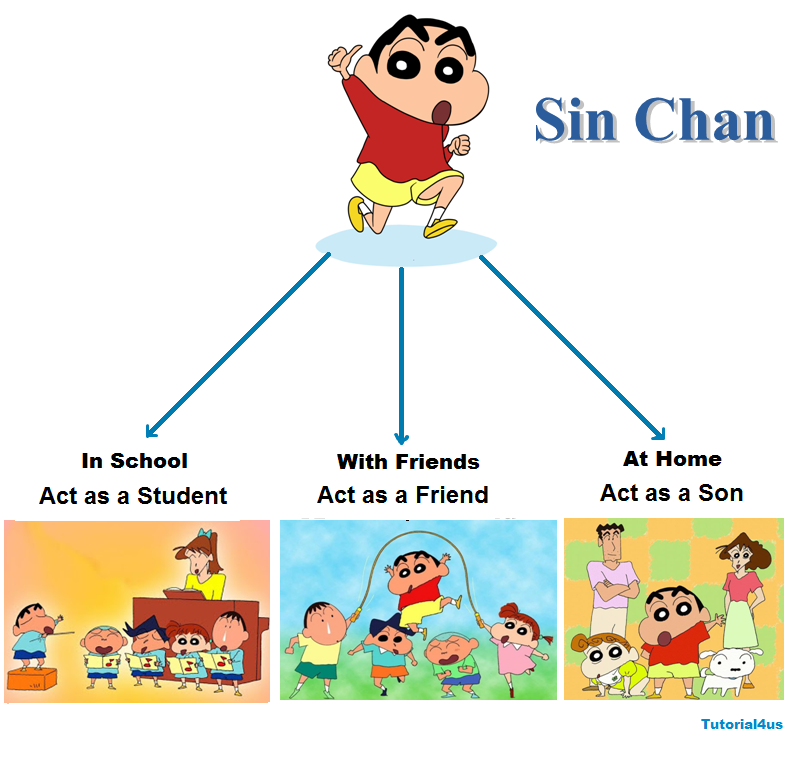 Sin Chan
In School
Act as a Student
With Friends
Act as a Friend
At Home
Act as a Son
Tutorial4us